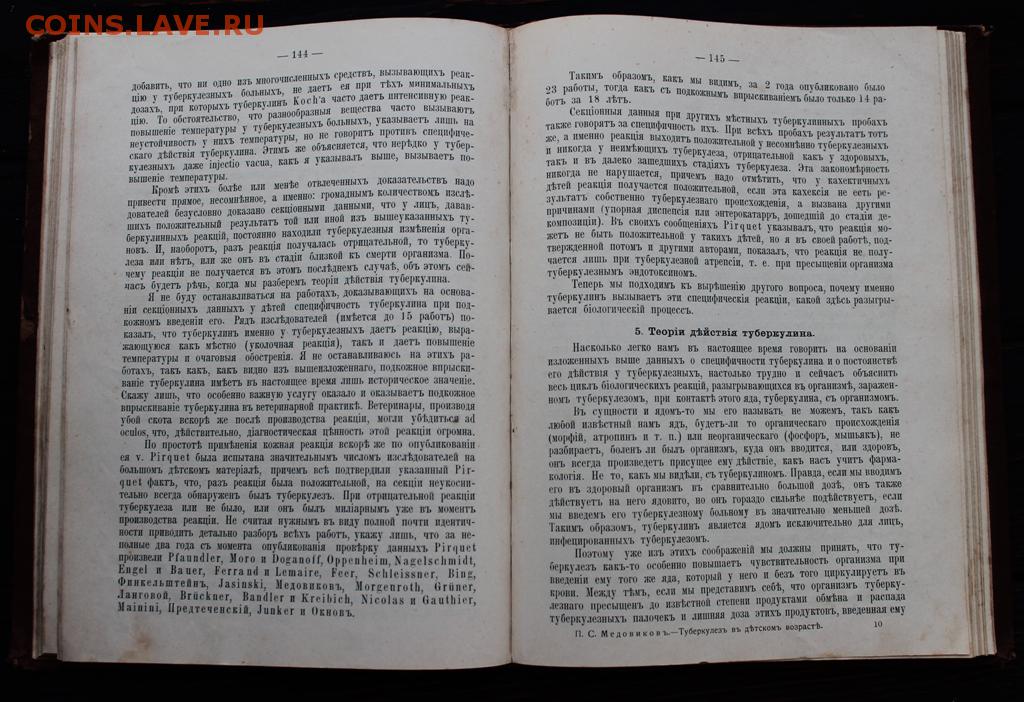 COINS.LAVE.RU
— 144 —
добавить, что ни одно изъ многочисленныхъ средствъ, вызывающихъ реак-
цію у туберкулезныхъ больныхъ, не даетъ ея при тѣхъ минимальныхъ
дозахъ, при которыхъ туберкулинъ Koch'a часто даетъ интенсивную реак-
цію. То обстоятельство, что разнообразныя вещества часто вызываютъ
повышеніе температуры у туберкулезныхъ больныхъ, указываетъ лишь на
неустойчивость у нихъ температуры, но не говоритъ противъ специфиче-
скаго дѣйствія туберкулина. Этимъ же объясняется, что нерѣдко у тубер-
кулезныхъ даже injectio vacua, какъ я указывалъ выше, вызываетъ по-
вышеніе температуры.
Кромѣ этихъ болѣе или менѣе отвлеченныхъ доказательствъ надо
привести прямое, несомнѣнное, а именно: громаднымъ количествомъ изслѣ-
дователей безусловно доказано секціонными данными, что у лицъ, давав-
шихъ положительный результатъ той или иной изъ вышеуказанныхъ ту-
беркулинныхъ реакцій, постоянно находили туберкулезныя измѣненія орга-
новъ. И, наоборотъ, разъ реакція получалась отрицательной, то туберку-
леза или нѣтъ, или же онъ въ стадіи близкой къ смерти организма. По-
чему реакціи не получается въ этомъ послѣднемъ случаѣ, объ этомъ сей-
часъ будетъ рѣчь, когда мы разберемъ теоріи дѣйствія туберкулина.
Я не буду останавливаться на работахъ, доказывающихъ на основа-
ніи секціонныхъ данныхъ у дѣтей специфичность туберкулина при под-
кожномъ введеніи его. Рядъ изслѣдователей (имѣется до 15 работъ) по-
казалъ, что туберкулинъ именно у туберкулезныхъ даетъ реакцію, выра-
жающуюся какъ мѣстно (уколочная реакція), такъ и даетъ повышеніе
температуры и очаговыя обостренія. Я не останавливаюсь на этихъ ра-
ботахъ, такъ какъ, какъ видно изъ вышеизложеннаго, подкожное впрыски-
ваніе туберкулина имѣетъ въ настоящее время лишь историческое значеніе.
Скажу лишь, что особенно важную услугу оказало и оказываетъ подкожное
впрыскиваніе туберкулина въ ветеринарной практикѣ. Ветеринары, производя
убой скота вскорѣ же послѣ производства реакціи, могли убѣдиться ad
oculos, что, дѣйствительно, діагностическая цѣнность этой реакціи огромна.
По простотѣ примѣненія кожная реакція вскорѣ же по опубликованіи
ея v. Pirquet была испытана значительнымъ числомъ изслѣдователей на
большомъ дѣтскомъ матеріалѣ, причемъ всѣ подтвердили указанный Pir-
quet фактъ, что, разъ реакція была положительной, на секціи неукосни-
тельно всегда обнаруженъ былъ туберкулезъ. При отрицательной реакціи
туберкулеза или не было, или онъ былъ миліарнымъ уже въ моментъ
производства реакціи. Не считая нужнымъ въ виду полной почти идентич-
ности приводить детально разборъ всѣхъ работъ, укажу лишь, что за не-
полные два года съ момента опубликованія провѣрку данныхъ Pirquet
произвели Pfaundler, Moro и Doganoff, Oppenheim, Nagelschmidt,
Engel и Bauer, Ferrand и Lemaire, Feer, Schleissner, Bing,
Финкельштейнъ, Jasinski, Медовиковъ, Morgenroth, Grüner,
Ланговой, Brückner, Bandler и Kreibich, Nicolas и Gauthier,
Mainini, Предтеченскій, Junker и Окновъ.
— 145 —
Такимъ образомъ, какъ мы видимъ, за 2 года опубликовано было
23 работы, тогда какъ съ подкожнымъ впрыскиваніемъ было только 14 ра-
ботъ за 18 лѣтъ.
Секціонныя данныя при другихъ мѣстныхъ туберкулинныхъ пробахъ
также говорятъ за специфичность ихъ. При всѣхъ пробахъ результатъ тотъ
же, а именно реакція выходитъ положительной у несомнѣнно туберкулезныхъ
и никогда у неимѣющихъ туберкулеза, отрицательной какъ у здоровыхъ,
такъ и въ далеко зашедшихъ стадіяхъ туберкулеза. Эта закономѣрность
никогда не нарушается, причемъ надо отмѣтить, что у кахектичныхъ
дѣтей реакція получается положительной, если эта кахексія не есть ре-
зультатъ собственно туберкулезнаго происхожденія, а вызвана другими
причинами (упорная диспепсія или энтерокатарръ, дошедшій до стадіи де-
композиціи). Въ своихъ сообщеніяхъ Pirquet указывалъ, что реакція мо-
жетъ не быть положительной у такихъ дѣтей, но я въ своей работѣ, под-
твержденной потомъ и другими авторами, показалъ, что реакція не полу-
чается лишь при туберкулезной атрепсіи, т. е. при пресыщеніи организма
туберкулезнымъ эндотоксиномъ.
Теперь мы подходимъ къ вырѣшенію другого вопроса, почему именно
туберкулинъ вызываетъ эти специфическія реакціи, какой здѣсь разыгры-
вается біологическій процессъ.
5. Теоріи дѣйствія туберкулина.
Насколько легко намъ въ настоящее время говорить на основаніи
изложенныхъ выше данныхъ о специфичности туберкулина и о постоянствѣ
его дѣйствія у туберкулезныхъ, настолько трудно и сейчасъ объяснить
весь циклъ біологическихъ реакцій, разыгрывающихся въ организмѣ, заражен-
номъ туберкулезомъ, при контактѣ этого яда, туберкулина, съ организмомъ.
Въ сущности и ядомъ-то мы его называть не можемъ, такъ какъ
любой извѣстный намъ ядъ, будетъ-ли то органическаго происхожденія
(морфій, атропинъ и т. п.) или неорганическаго (фосфоръ, мышьякъ), не
разбираетъ, боленъ ли былъ организмъ, куда онъ вводится, или здоровъ,
онъ всегда произведетъ присущее ему дѣйствіе, какъ насъ учитъ фарма-
кологія. Не то, какъ мы видѣли, съ туберкулиномъ. Правда, если мы вводимъ
его въ здоровый организмъ въ сравнительно большой дозѣ, онъ также
дѣйствуетъ на него ядовито, но онъ гораздо сильнѣе подѣйствуетъ, если
мы введемъ его туберкулезному больному въ значительно меньшей дозѣ.
Такимъ образомъ, туберкулинъ является ядомъ исключительно для лицъ,
инфецированныхъ туберкулезомъ.
Поэтому уже изъ этихъ соображеній мы должны принять, что ту-
беркулезъ какъ-то особенно повышаетъ чувствительность организма при
введеніи ему того же яда, который у него и безъ того циркулируетъ въ
крови. Между тѣмъ, если мы представимъ себѣ, что организмъ туберку-
лезнаго пресыщенъ до извѣстной степени продуктами обмѣна и распада
туберкулезныхъ палочекъ и лишняя доза этихъ продуктовъ, введенная ему
П. С. Медовиковъ.—Туберкулезъ въ дѣтскомъ возрастѣ. 10